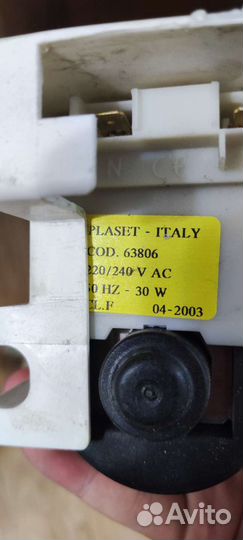 N
PLASET - ITALY
COD. 63806
220/240 V AC
50 HZ - 30 W
CL.F 04-2003
Avito